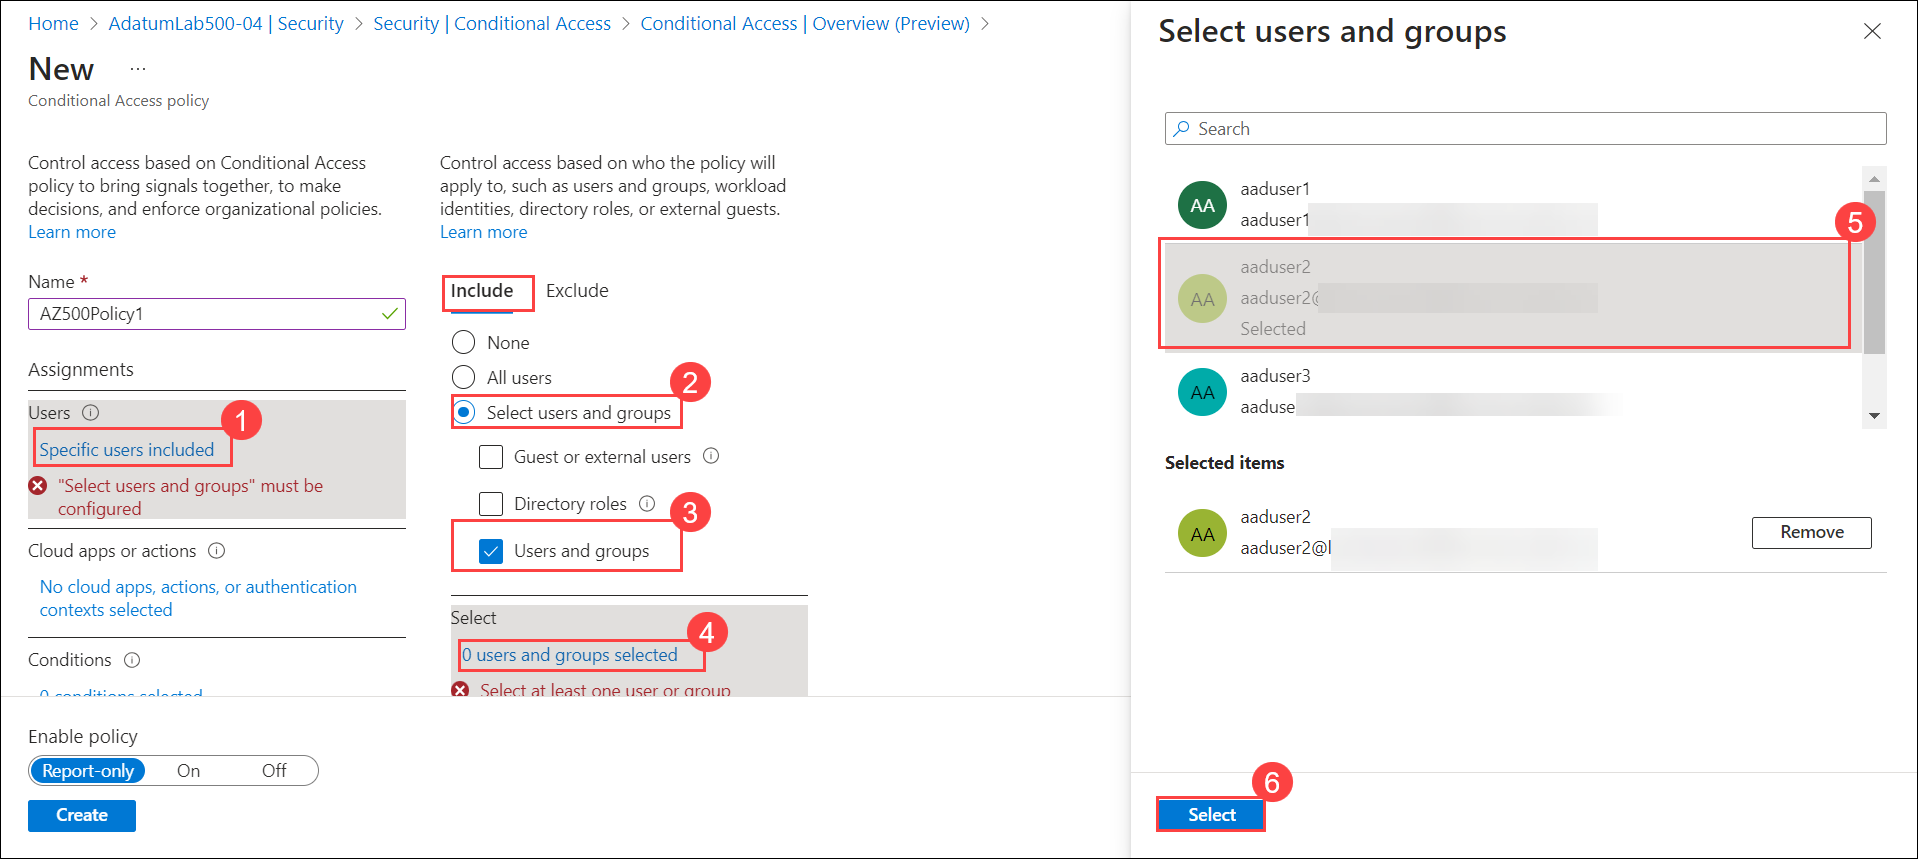 Home > AdatumLab500-04 | Security > Security | Conditional Access > Conditional Access | Overview (Preview) >
New ...
Conditional Access policy
Control access based on Conditional Access
policy to bring signals together, to make
decisions, and enforce organizational policies.
Learn more
Name *
AZ500Policy1
Assignments
Users
1
Specific users included
"Select users and groups" must be
configured
Cloud apps or actions
No cloud apps, actions, or authentication
contexts selected
Conditions
0 conditions selected
Control access based on who the policy will
apply to, such as users and groups, workload
identities, directory roles, or external guests.
Learn more
Include Exclude
None
All users
2
Select users and groups
Guest or external users
Directory roles
3
Users and groups
Select
4
0 users and groups selected
Select at least one user or group
Enable policy
Report-only On Off
Create
Select users and groups
Search
AA
aaduser1
aaduser1
5
AA
aaduser2
aaduser2@
Selected
AA
aaduser3
aaduse
Selected items
AA
aaduser2
aaduser2@l
Remove
6
Select